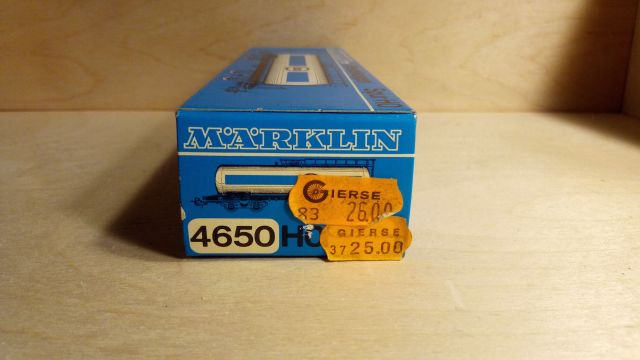 MÄRKLIN
GIERSE
83 26.00
4650 HO
GIERSE
37 25.00